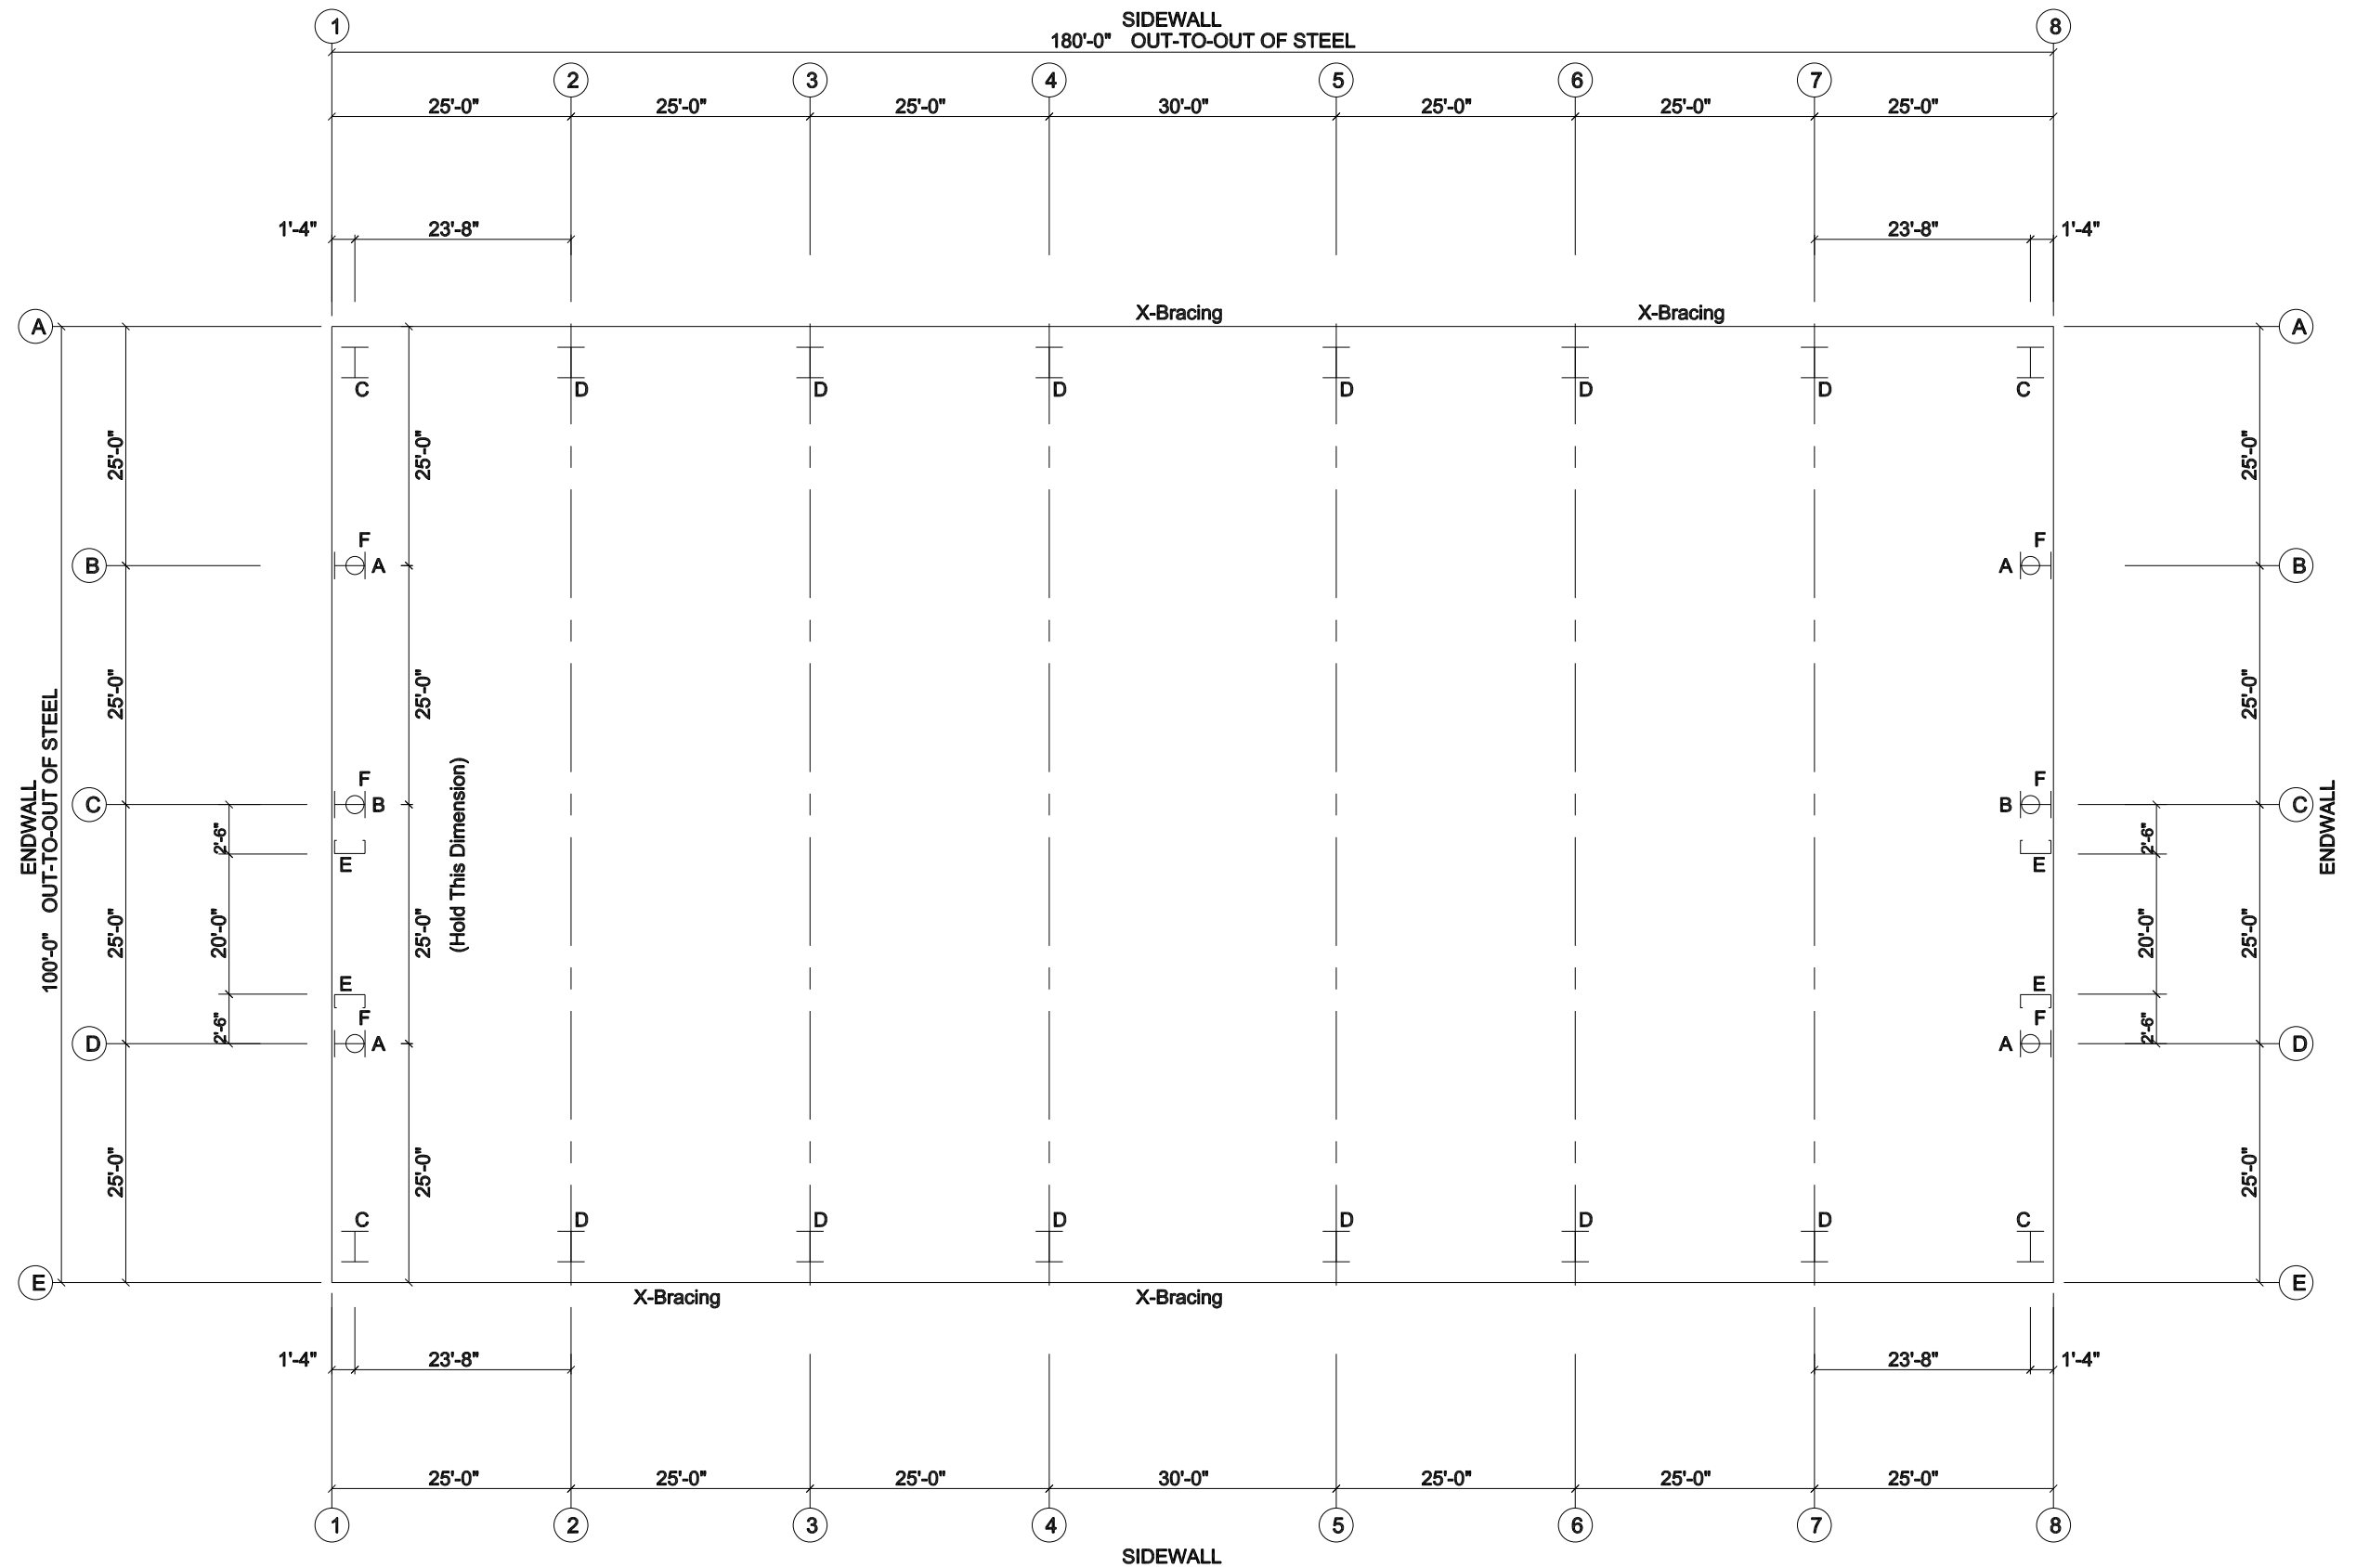 1
SIDEWALL
180'-0" OUT-TO-OUT OF STEEL
8
2
3
4
5
6
7
25'-0"
25'-0"
25'-0"
30'-0"
25'-0"
25'-0"
25'-0"
1'-4"
23'-8"
23'-8"
1'-4"
X-Bracing
X-Bracing
A
A
C
D
D
D
D
D
D
C
25'-0"
25'-0"
25'-0"
B
F
A
A
F
B
25'-0"
25'-0"
25'-0"
ENDWALL
100'-0" OUT-TO-OUT OF STEEL
(Hold This Dimension)
ENDWALL
C
F
B
B
F
C
2'-6"
E
E
2'-6"
25'-0"
20'-0"
25'-0"
20'-0"
25'-0"
E
E
2'-6"
F
F
2'-6"
D
A
A
D
25'-0"
25'-0"
25'-0"
C
D
D
D
D
D
D
C
E
E
X-Bracing
X-Bracing
1'-4"
23'-8"
23'-8"
1'-4"
25'-0"
25'-0"
25'-0"
30'-0"
25'-0"
25'-0"
25'-0"
1
2
3
4
5
6
7
8
SIDEWALL